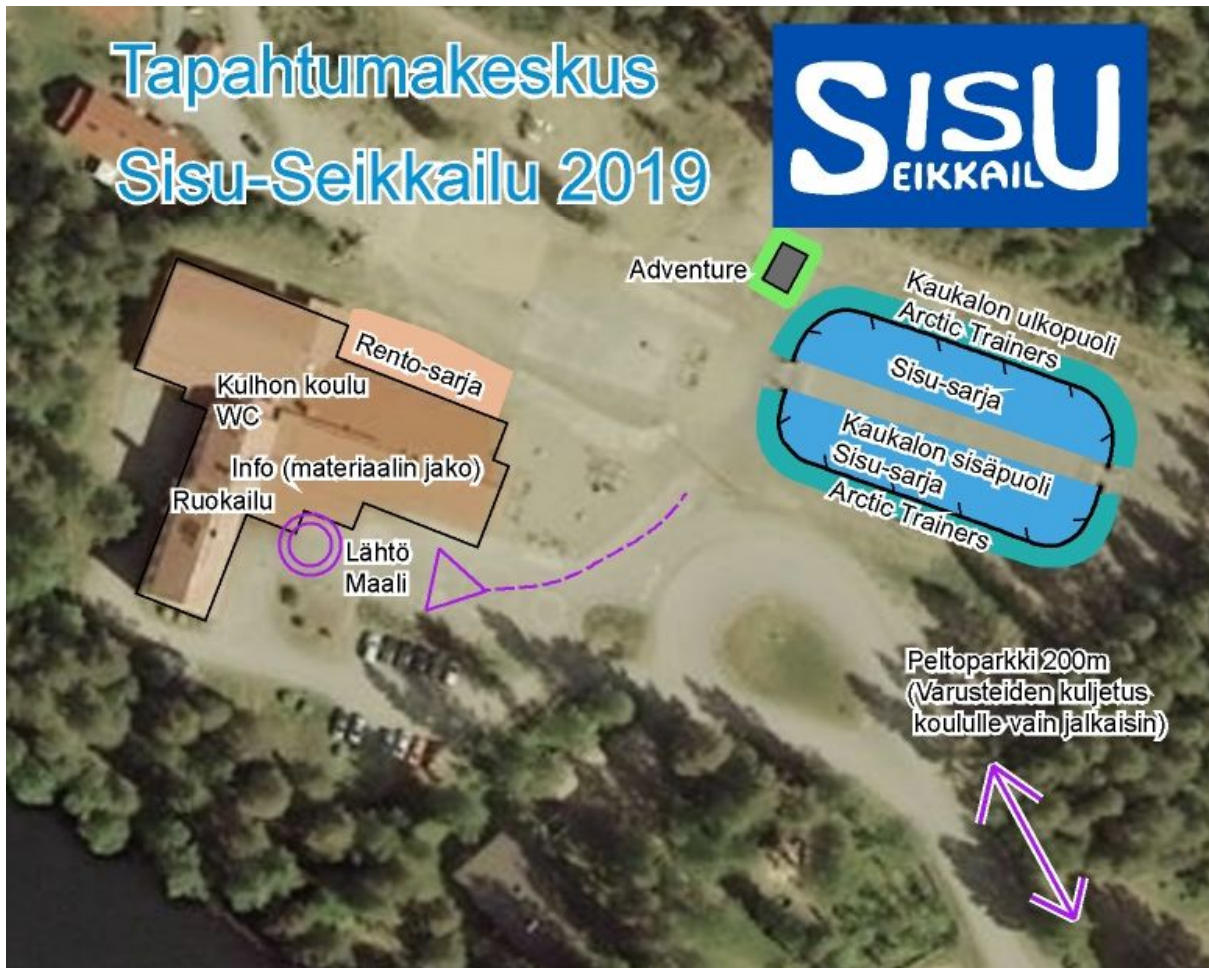 Tapahtumakeskus
Sisu-Seikkailu 2019
SISU
SEIKKAILU
Adventure
Kaukalon ulkopuoli
Arctic Trainers
Sisu-sarja
Kaukalon sisäpuoli
Sisu-sarja
Arctic Trainers
Rento-sarja
Kulhon koulu
WC
Info (materiaalin jako)
Ruokailu
Lähtö
Maali
Peltoparkki 200m
(Varusteiden kuljetus
koululle vain jalkaisin)